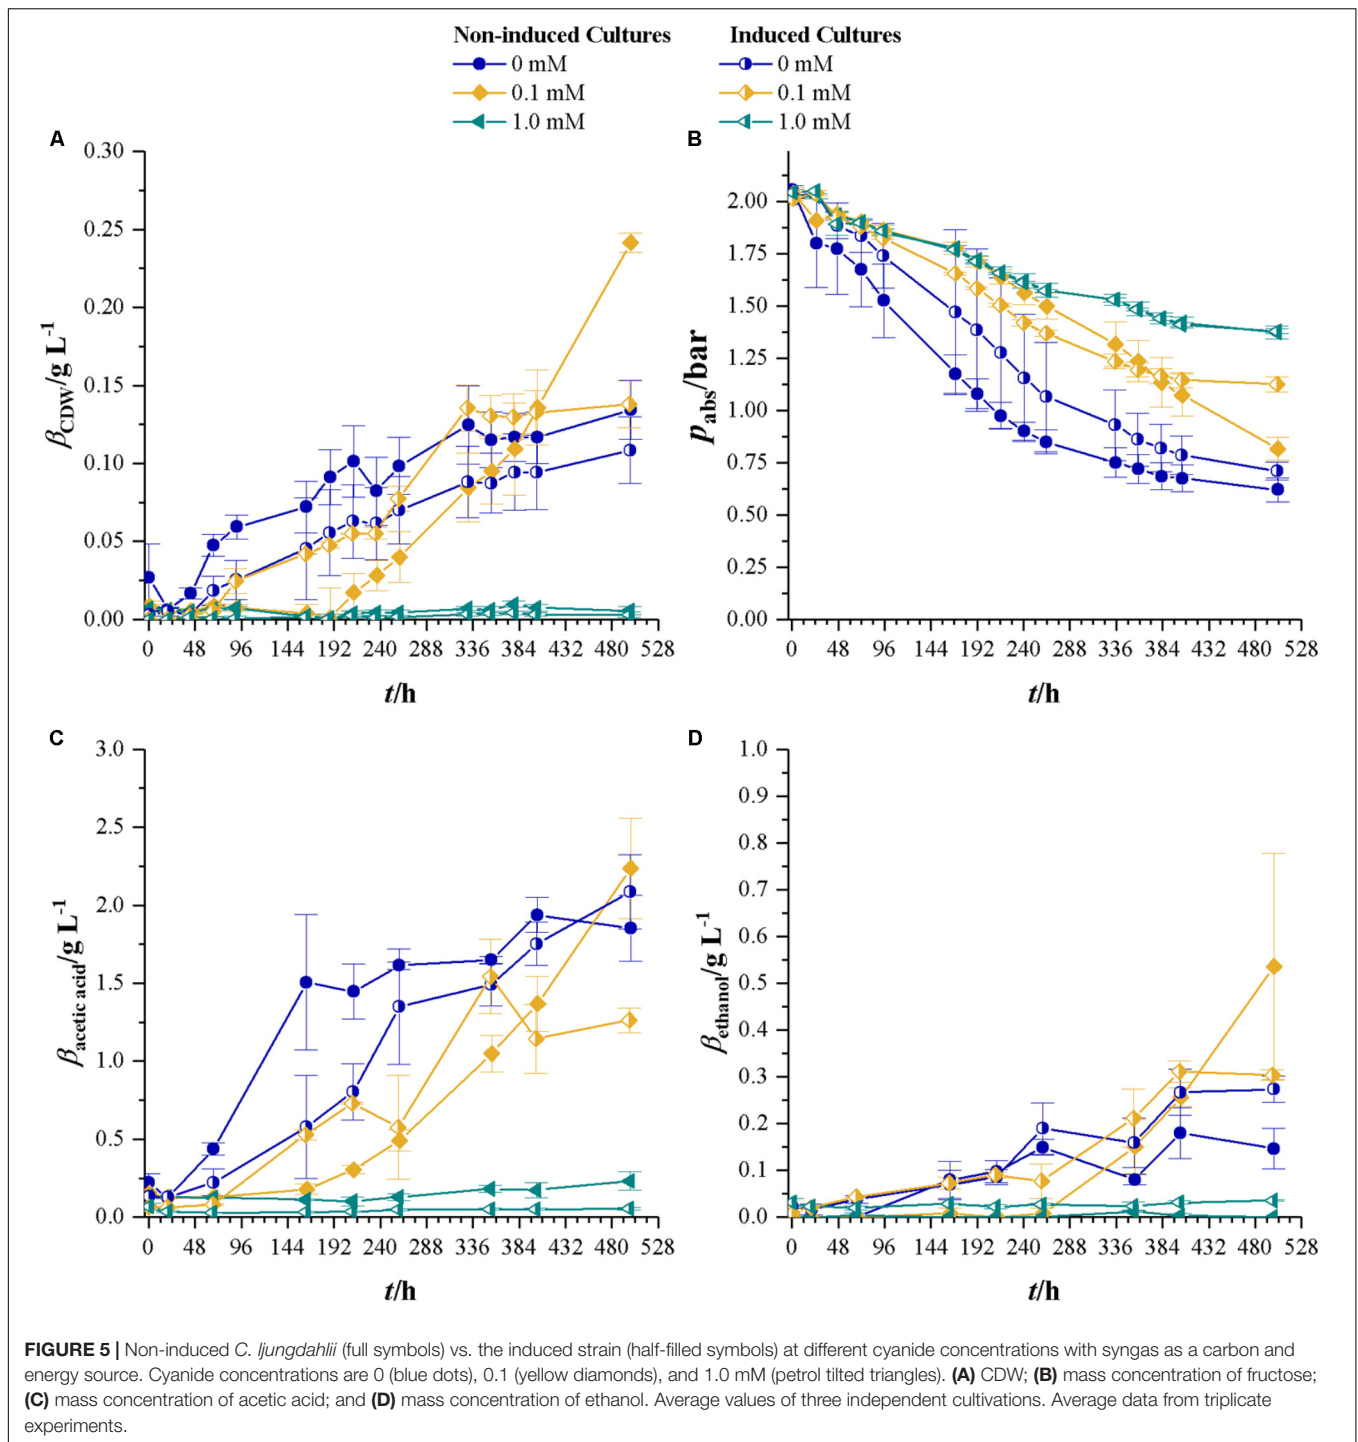 Non-induced Cultures Induced Cultures
0 mM 0 mM
0.1 mM 0.1 mM
1.0 mM 1.0 mM
A
0.30
0.25
0.20
0.15
0.10
0.05
0.00
βCDW/g L⁻¹
0 48 96 144 192 240 288 336 384 432 480 528
t/h
B
2.00
1.75
1.50
1.25
1.00
0.75
0.50
0.25
0.00
pabs/bar
0 48 96 144 192 240 288 336 384 432 480 528
t/h
C
3.0
2.5
2.0
1.5
1.0
0.5
0.0
βacetic acid/g L⁻¹
0 48 96 144 192 240 288 336 384 432 480 528
t/h
D
1.0
0.9
0.8
0.7
0.6
0.5
0.4
0.3
0.2
0.1
0.0
βethanol/g L⁻¹
0 48 96 144 192 240 288 336 384 432 480 528
t/h
FIGURE 5 | Non-induced C. ljungdahlii (full symbols) vs. the induced strain (half-filled symbols) at different cyanide concentrations with syngas as a carbon and
energy source. Cyanide concentrations are 0 (blue dots), 0.1 (yellow diamonds), and 1.0 mM (petrol tilted triangles). (A) CDW; (B) mass concentration of fructose;
(C) mass concentration of acetic acid; and (D) mass concentration of ethanol. Average values of three independent cultivations. Average data from triplicate
experiments.